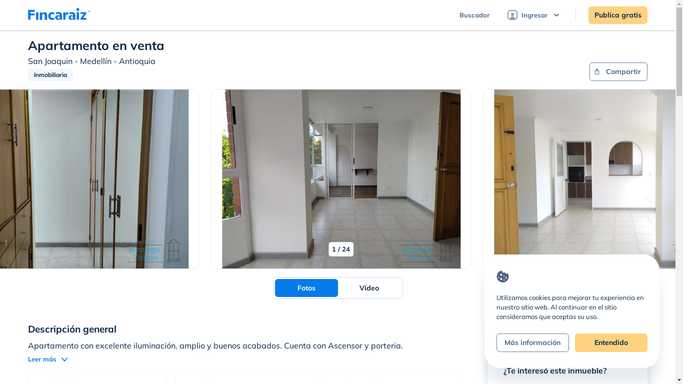 Fincaraiz
Buscador
Ingresar
Publica gratis
Apartamento en venta
San Joaquin - Medellín - Antioquia
Inmobiliaria
Compartir
1 / 24
Fotos
Video
Utilizamos cookies para mejorar tu experiencia en
nuestro sitio web. Al continuar en el sitio
consideramos que aceptas su uso.
Más información
Entendido
Descripción general
Apartamento con excelente iluminación, amplio y buenos acabados. Cuenta con Ascensor y porteria.
Leer más
¿Te interesó este inmueble?